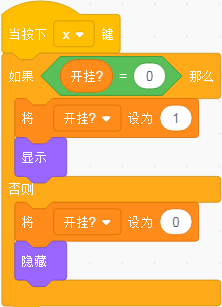 当按下 x 键
如果 开挂? = 0 那么
将 开挂? 设为 1
显示
否则
将 开挂? 设为 0
隐藏